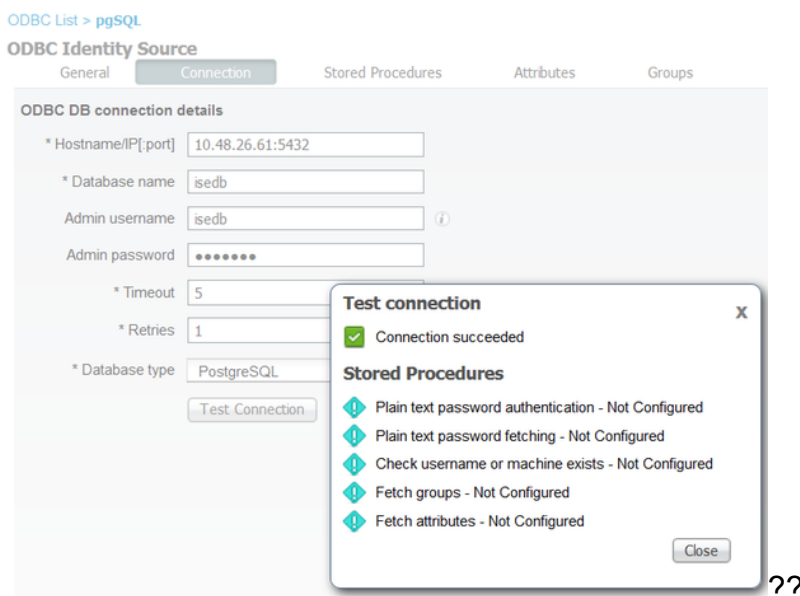 ODBC List > pgSQL
ODBC Identity Source
General Connection Stored Procedures Attributes Groups
ODBC DB connection details
* Hostname/IP[:port] 10.48.26.61:5432
* Database name isedb
Admin username isedb
Admin password •••••••
* Timeout 5
* Retries 1
* Database type PostgreSQL
Test Connection
Test connection X
Connection succeeded
Stored Procedures
Plain text password authentication - Not Configured
Plain text password fetching - Not Configured
Check username or machine exists - Not Configured
Fetch groups - Not Configured
Fetch attributes - Not Configured
Close
??